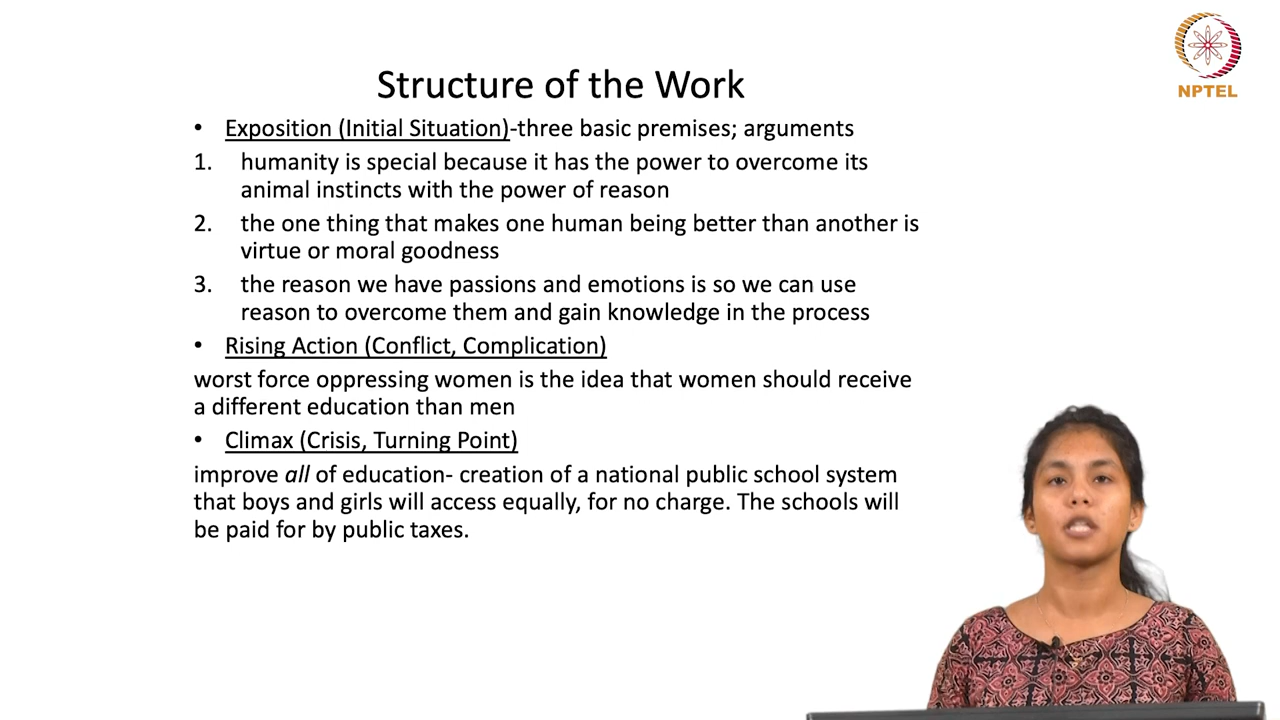 NPTEL
Structure of the Work
• Exposition (Initial Situation)-three basic premises; arguments
1. humanity is special because it has the power to overcome its
animal instincts with the power of reason
2. the one thing that makes one human being better than another is
virtue or moral goodness
3. the reason we have passions and emotions is so we can use
reason to overcome them and gain knowledge in the process
• Rising Action (Conflict, Complication)
worst force oppressing women is the idea that women should receive
a different education than men
• Climax (Crisis, Turning Point)
improve all of education- creation of a national public school system
that boys and girls will access equally, for no charge. The schools will
be paid for by public taxes.